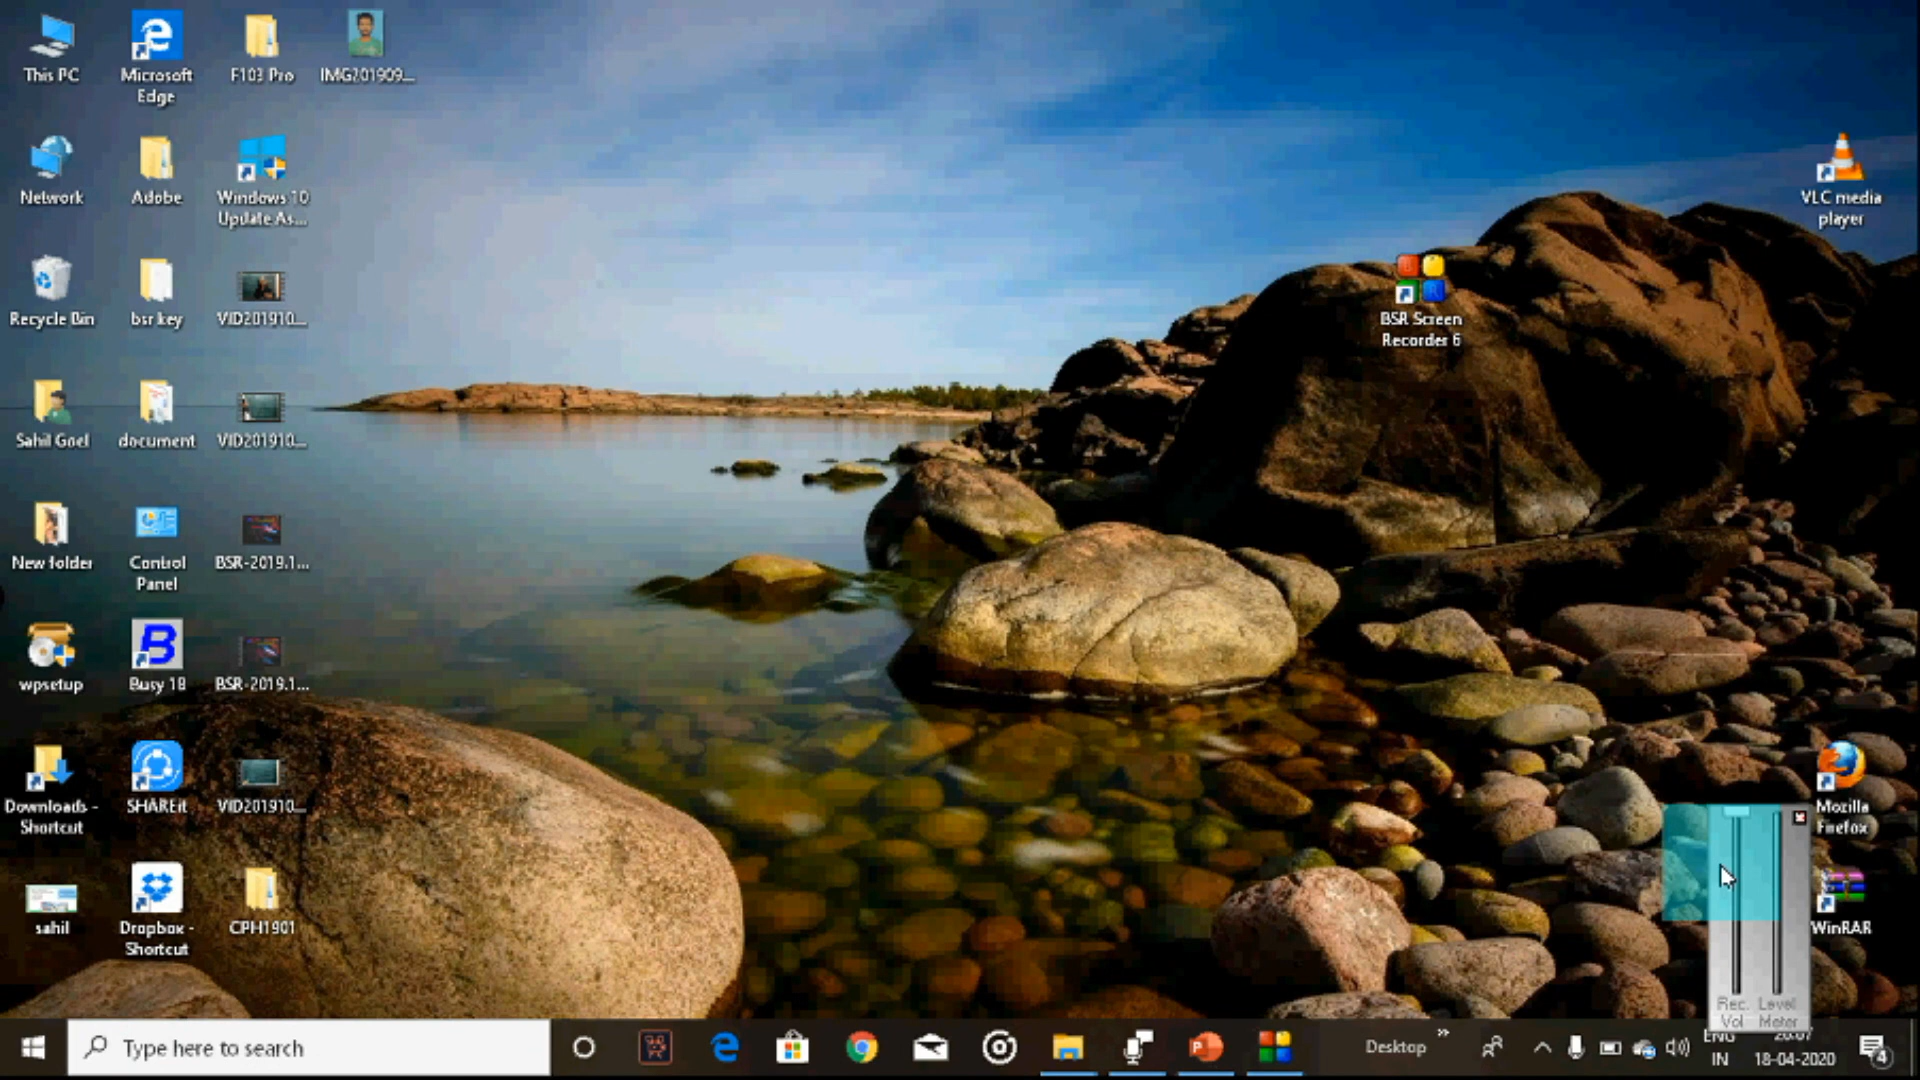 This PC
Microsoft
Edge
F103 Pro
IMG201909...
Network
Adobe
Windows 10
Update As...
VLC media
player
Recycle Bin
bsr key
VID201910...
BSR Screen
Recorder 6
Sahil Goel
document
VID201910...
New folder
Control
Panel
BSR-2019.1...
wpsetup
Busy 18
BSR-2019.1...
Downloads -
Shortcut
SHAREit
VID201910...
Mozilla
Firefox
sahil
Dropbox -
Shortcut
CPH1901
WinRAR
Rec.
Vol
Level
Meter
Type here to search
Desktop
ENG
IN
18-04-2020
4